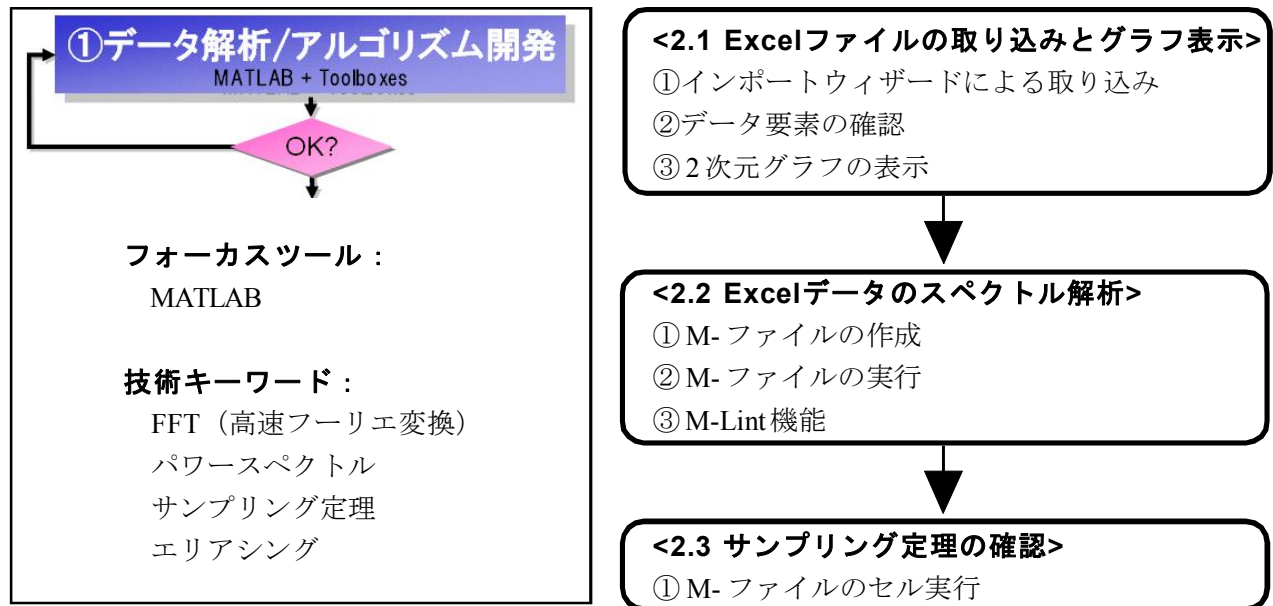 ①データ解析/アルゴリズム開発
MATLAB + Toolboxes
OK?
フォーカスツール：
MATLAB
技術キーワード：
FFT（高速フーリエ変換）
パワースペクトル
サンプリング定理
エリアシング
<2.1 Excelファイルの取り込みとグラフ表示>
①インポートウィザードによる取り込み
②データ要素の確認
③2次元グラフの表示
<2.2 Excelデータのスペクトル解析>
①M-ファイルの作成
②M-ファイルの実行
③M-Lint機能
<2.3 サンプリング定理の確認>
①M-ファイルのセル実行